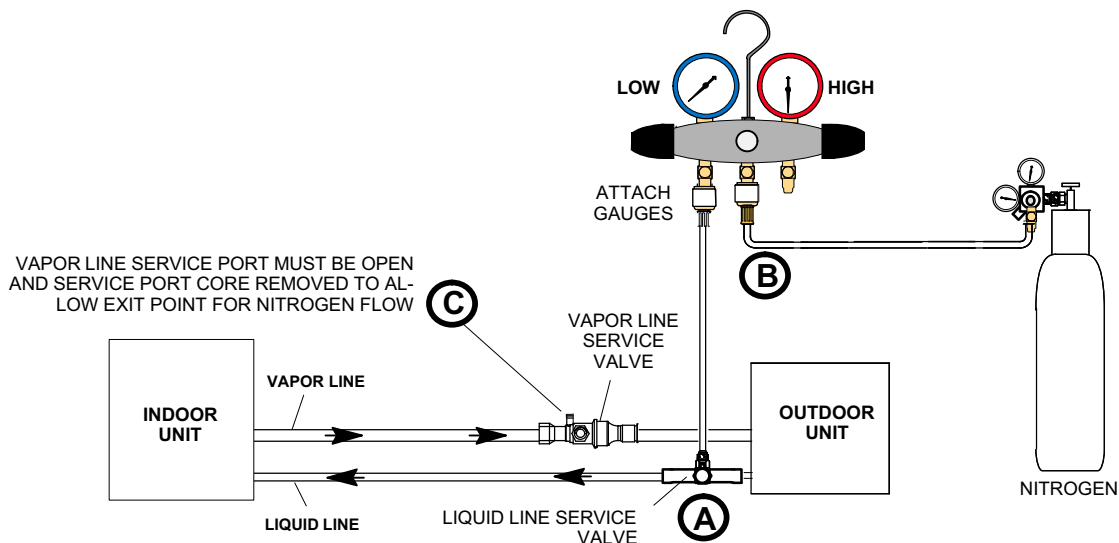 LOW
HIGH
ATTACH
GAUGES
VAPOR LINE SERVICE PORT MUST BE OPEN
AND SERVICE PORT CORE REMOVED TO AL-
LOW EXIT POINT FOR NITROGEN FLOW
C
B
VAPOR LINE
SERVICE
VALVE
VAPOR LINE
INDOOR
UNIT
OUTDOOR
UNIT
NITROGEN
LIQUID LINE
LIQUID LINE SERVICE
VALVE
A